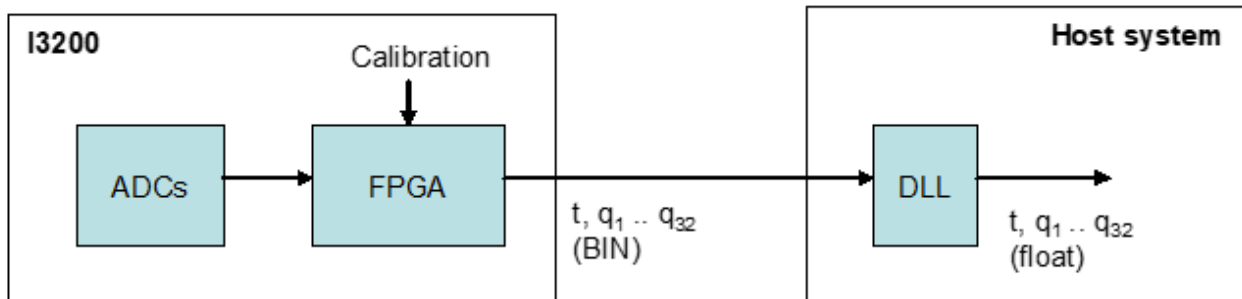 I3200
Host system
Calibration
ADCs
FPGA
DLL
t, q₁ .. q₃₂
(BIN)
t, q₁ .. q₃₂
(float)